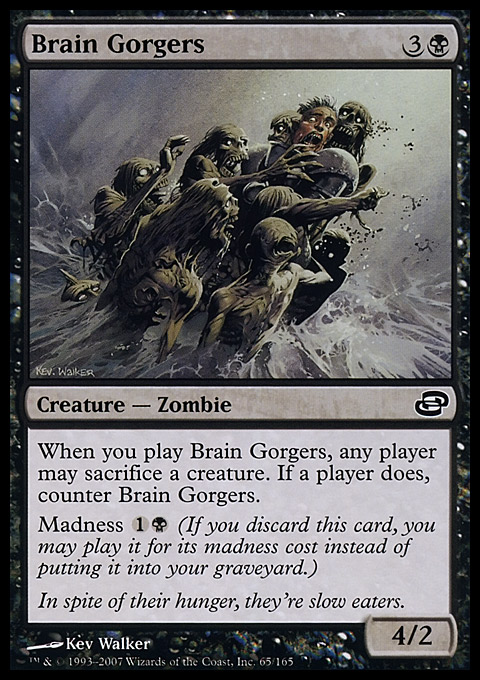 Brain Gorgers 3
KEV. WALKER
Creature — Zombie
When you play Brain Gorgers, any player
may sacrifice a creature. If a player does,
counter Brain Gorgers.
Madness 1 (If you discard this card, you
may play it for its madness cost instead of
putting it into your graveyard.)
In spite of their hunger, they're slow eaters.
4/2
Kev Walker
™ & © 1993–2007 Wizards of the Coast, Inc. 65/165